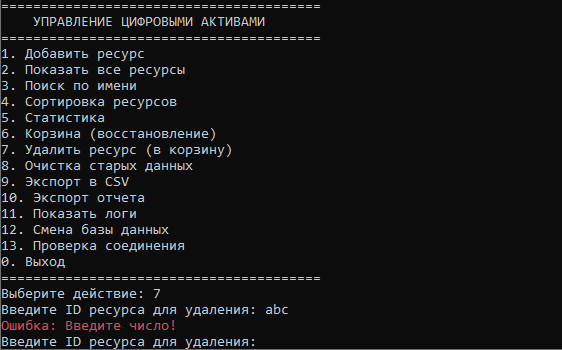 ========================================
    УПРАВЛЕНИЕ ЦИФРОВЫМИ АКТИВАМИ
========================================
1. Добавить ресурс
2. Показать все ресурсы
3. Поиск по имени
4. Сортировка ресурсов
5. Статистика
6. Корзина (восстановление)
7. Удалить ресурс (в корзину)
8. Очистка старых данных
9. Экспорт в CSV
10. Экспорт отчета
11. Показать логи
12. Смена базы данных
13. Проверка соединения
0. Выход
========================================
Выберите действие: 7
Введите ID ресурса для удаления: abc
Ошибка: Введите число!
Введите ID ресурса для удаления: